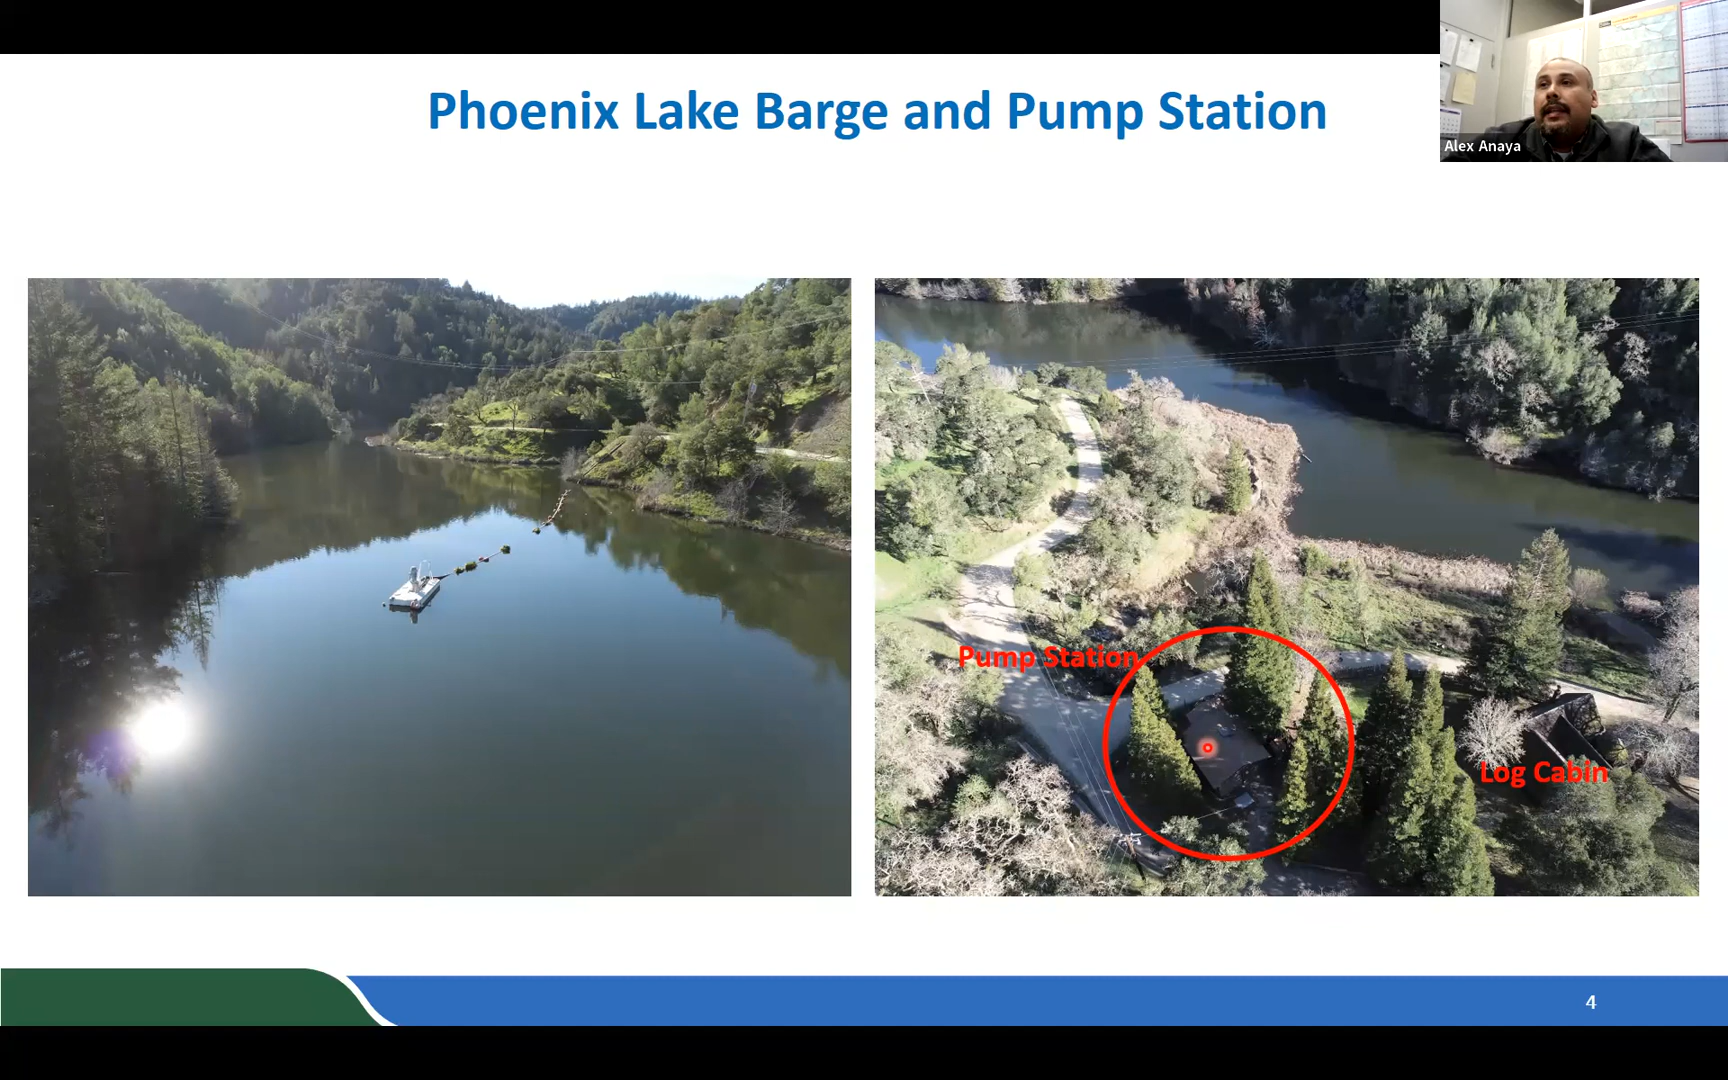 Phoenix Lake Barge and Pump Station
Alex Anaya
Pump Station
Log Cabin
4